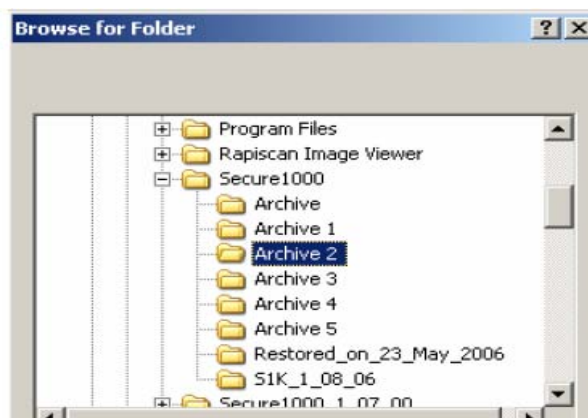 Browse for Folder
Program Files
Rapiscan Image Viewer
Secure1000
Archive
Archive 1
Archive 2
Archive 3
Archive 4
Archive 5
Restored_on_23_May_2006
S1K_1_08_06
Secure1000_1_07_00